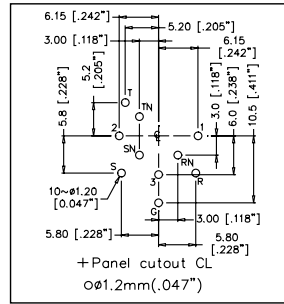 6.15 [.242"]
5.20 [.205"]
3.00 [.118"]
6.15 [.242"]
5.2 [.205"]
5.8 [.228"]
3.0 [.118"]
6.0 [.238"]
10.5 [.411"]
T
TN
2
1
SN
RN
S
3
R
G
10~ø1.20 [0.047"]
3.00 [.118"]
5.80 [.228"]
5.80 [.228"]
+Panel cutout CL
Oø1.2mm(.047")